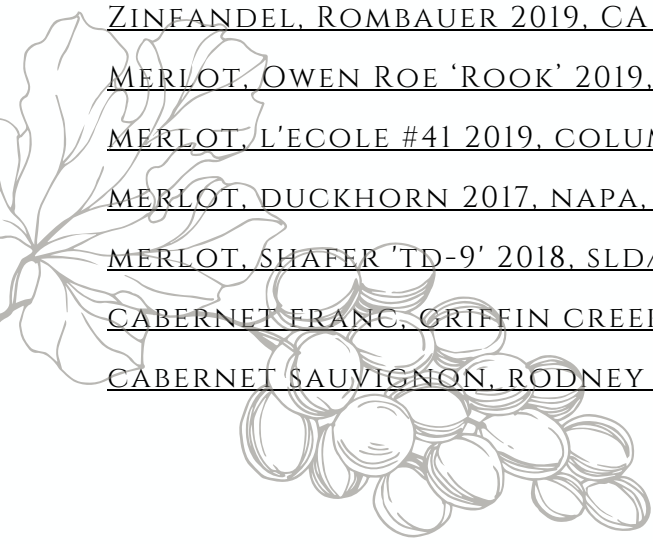 Zinfandel, Rombauer 2019, CA
Merlot, Owen Roe ‘Rook’ 2019,
merlot, l'ecole #41 2019, colum
merlot, duckhorn 2017, napa,
merlot, shafer 'td-9' 2018, sld/
cabernet franc, griffin creek
cabernet sauvignon, rodney